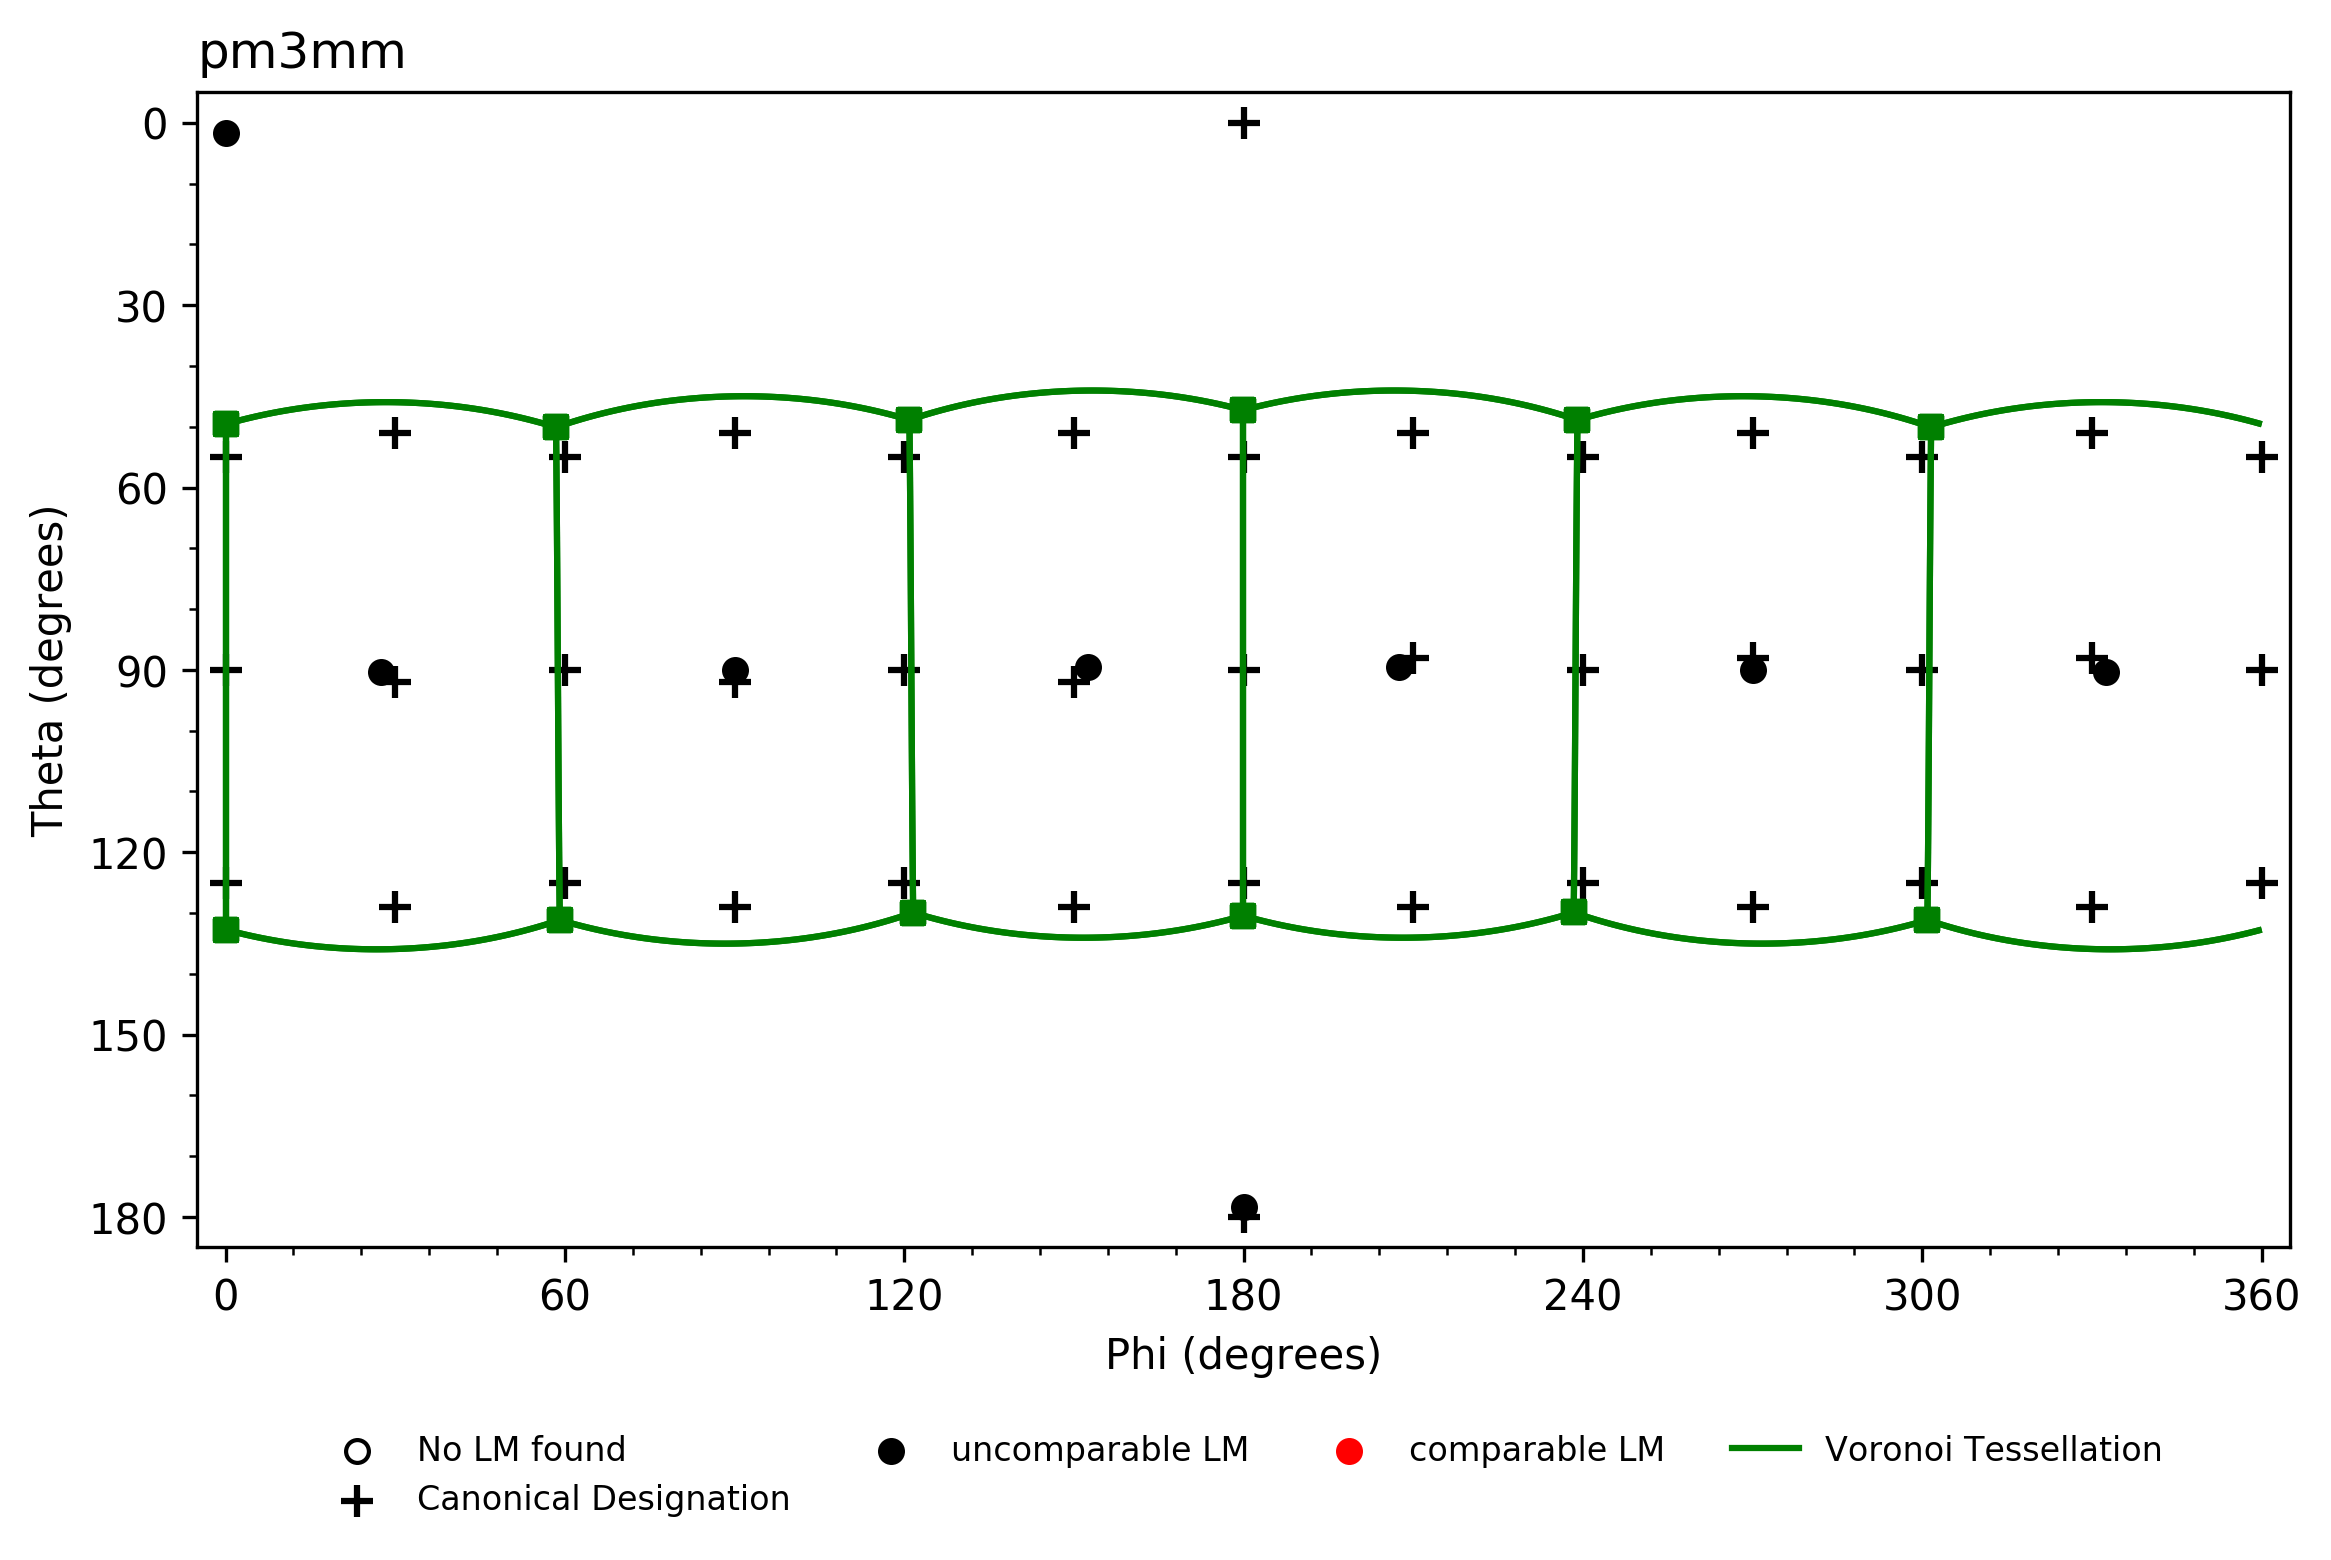 pm3mm
0
30
60
90
120
150
180
Theta (degrees)
0 60 120 180 240 300 360
Phi (degrees)
No LM found uncomparable LM comparable LM Voronoi Tessellation
Canonical Designation